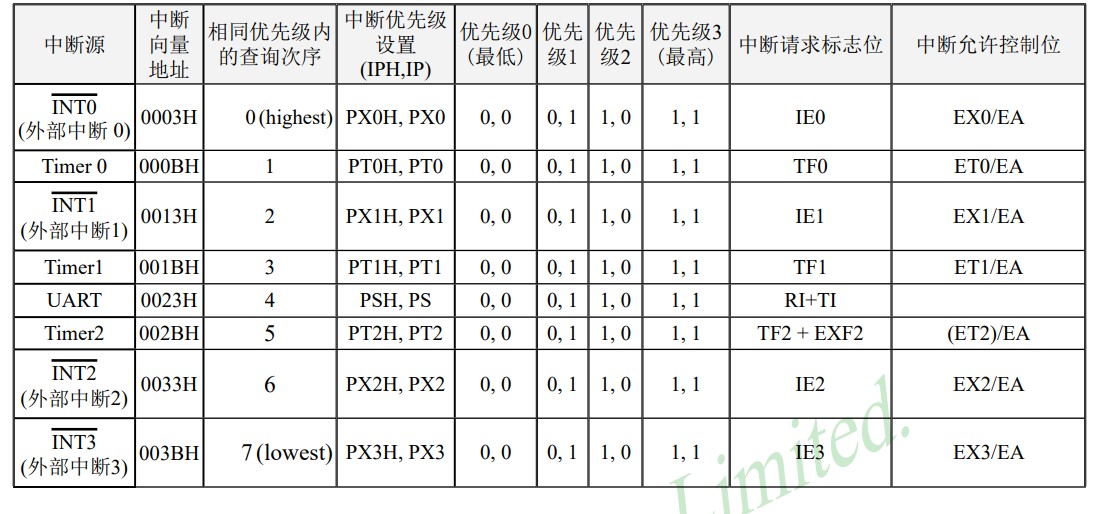 中断源 中断向量地址 相同优先级内的查询次序 中断优先级设置(IPH,IP) 优先级0(最低) 优先级1 优先级2 优先级3(最高) 中断请求标志位 中断允许控制位
INT0(外部中断 0) 0003H 0 (highest) PX0H, PX0 0, 0 0, 1 1, 0 1, 1 IE0 EX0/EA
Timer 0 000BH 1 PT0H, PT0 0, 0 0, 1 1, 0 1, 1 TF0 ET0/EA
INT1(外部中断1) 0013H 2 PX1H, PX1 0, 0 0, 1 1, 0 1, 1 IE1 EX1/EA
Timer1 001BH 3 PT1H, PT1 0, 0 0, 1 1, 0 1, 1 TF1 ET1/EA
UART 0023H 4 PSH, PS 0, 0 0, 1 1, 0 1, 1 RI+TI
Timer2 002BH 5 PT2H, PT2 0, 0 0, 1 1, 0 1, 1 TF2 + EXF2 (ET2)/EA
INT2(外部中断2) 0033H 6 PX2H, PX2 0, 0 0, 1 1, 0 1, 1 IE2 EX2/EA
INT3(外部中断3) 003BH 7 (lowest) PX3H, PX3 0, 0 0, 1 1, 0 1, 1 IE3 EX3/EA
Limited.